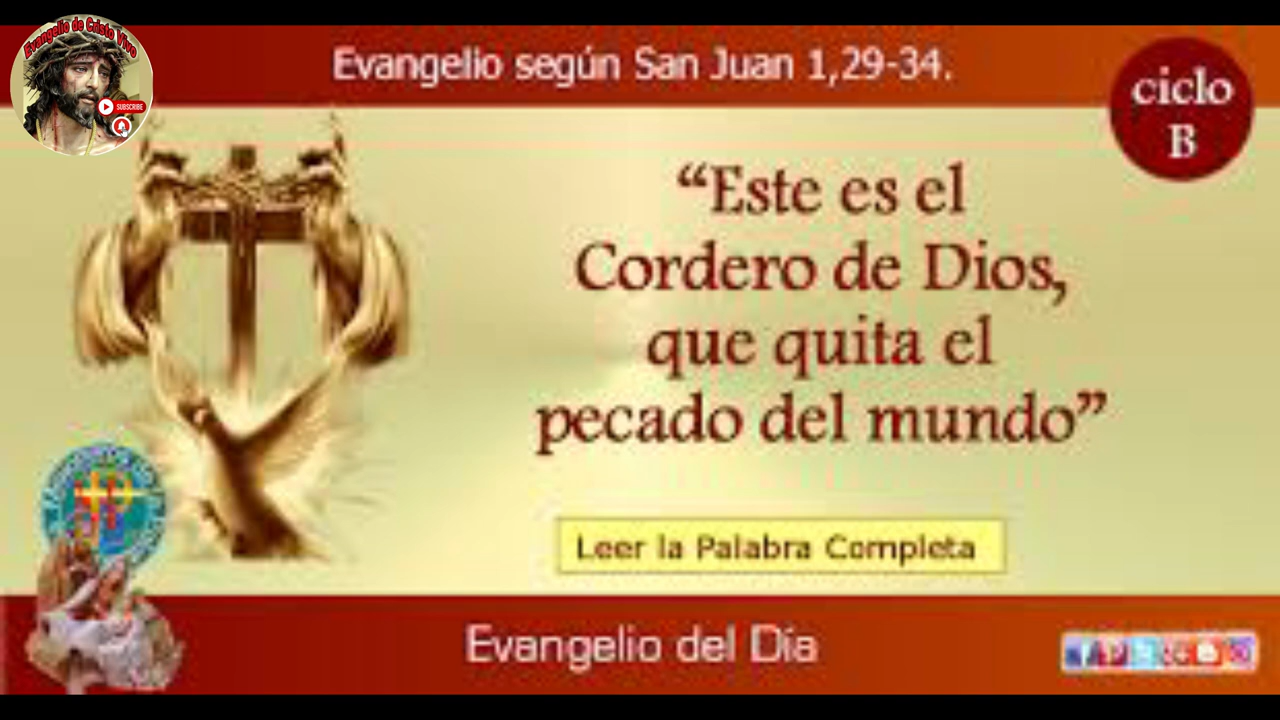 Evangelio de Cristo Vivo
SUBSCRIBE
Evangelio según San Juan 1,29-34.
ciclo
B
“Este es el
Cordero de Dios,
que quita el
pecado del mundo”
Leer la Palabra Completa
Evangelio del Día